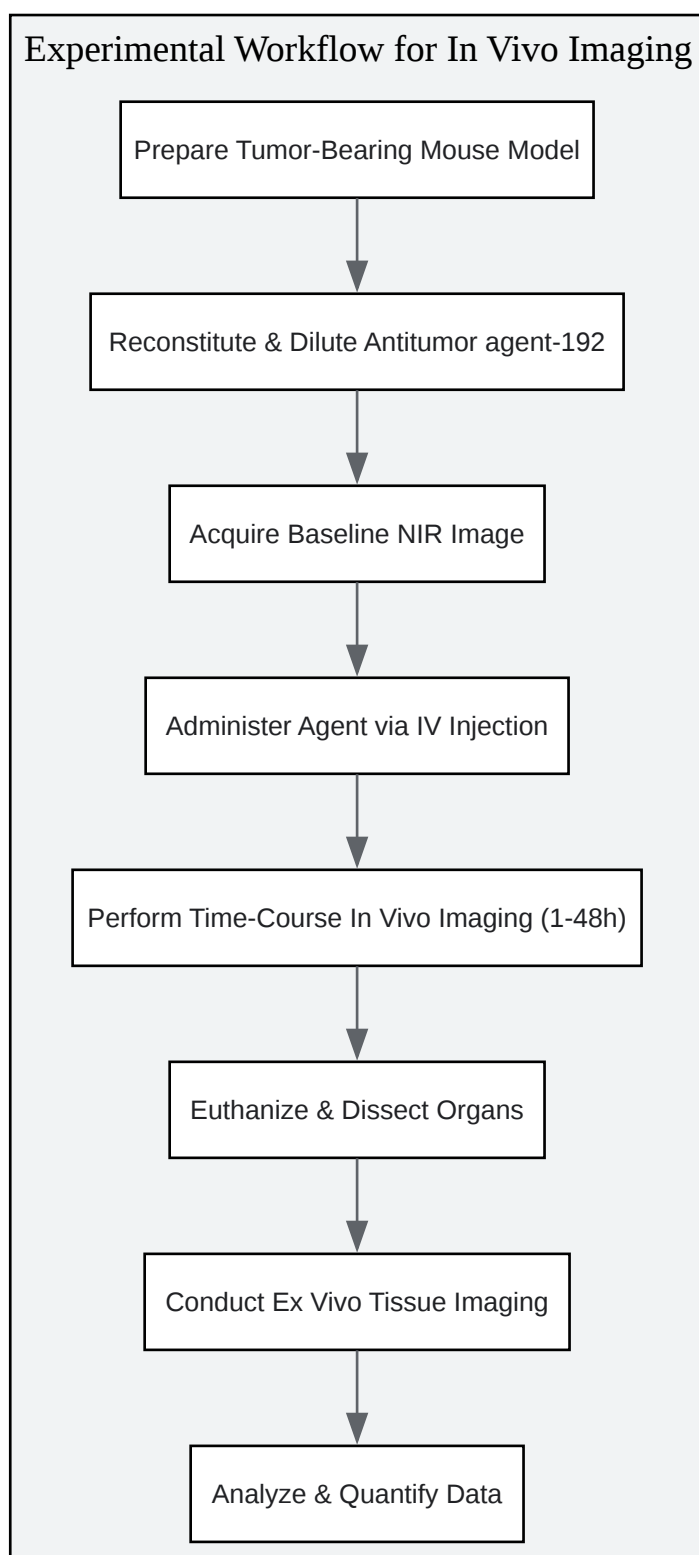 Experimental Workflow for In Vivo Imaging
Prepare Tumor-Bearing Mouse Model
Reconstitute & Dilute Antitumor agent-192
Acquire Baseline NIR Image
Administer Agent via IV Injection
Perform Time-Course In Vivo Imaging (1-48h)
Euthanize & Dissect Organs
Conduct Ex Vivo Tissue Imaging
Analyze & Quantify Data